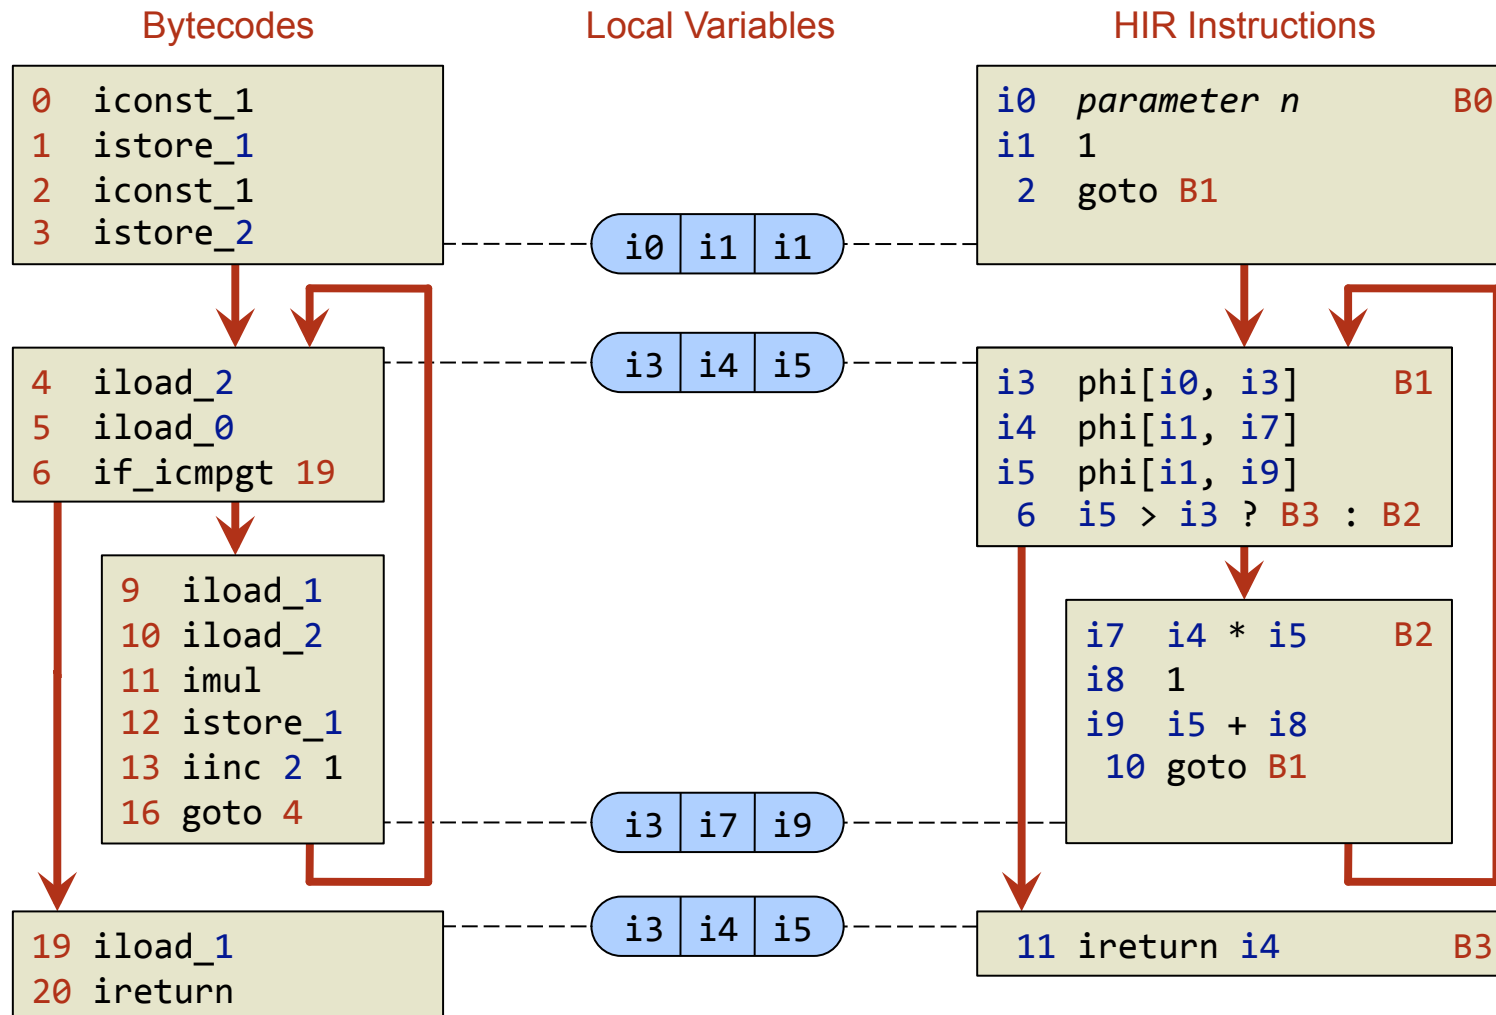 Bytecodes
Local Variables
HIR Instructions
0 iconst_1
1 istore_1
2 iconst_1
3 istore_2
i0 i1 i1
i0 parameter n B0
i1 1
2 goto B1
4 iload_2
5 iload_0
6 if_icmpgt 19
i3 i4 i5
i3 phi[i0, i3] B1
i4 phi[i1, i7]
i5 phi[i1, i9]
6 i5 > i3 ? B3 : B2
9 iload_1
10 iload_2
11 imul
12 istore_1
13 iinc 2 1
16 goto 4
i3 i7 i9
i7 i4 * i5 B2
i8 1
i9 i5 + i8
10 goto B1
19 iload_1
20 ireturn
i3 i4 i5
11 ireturn i4 B3